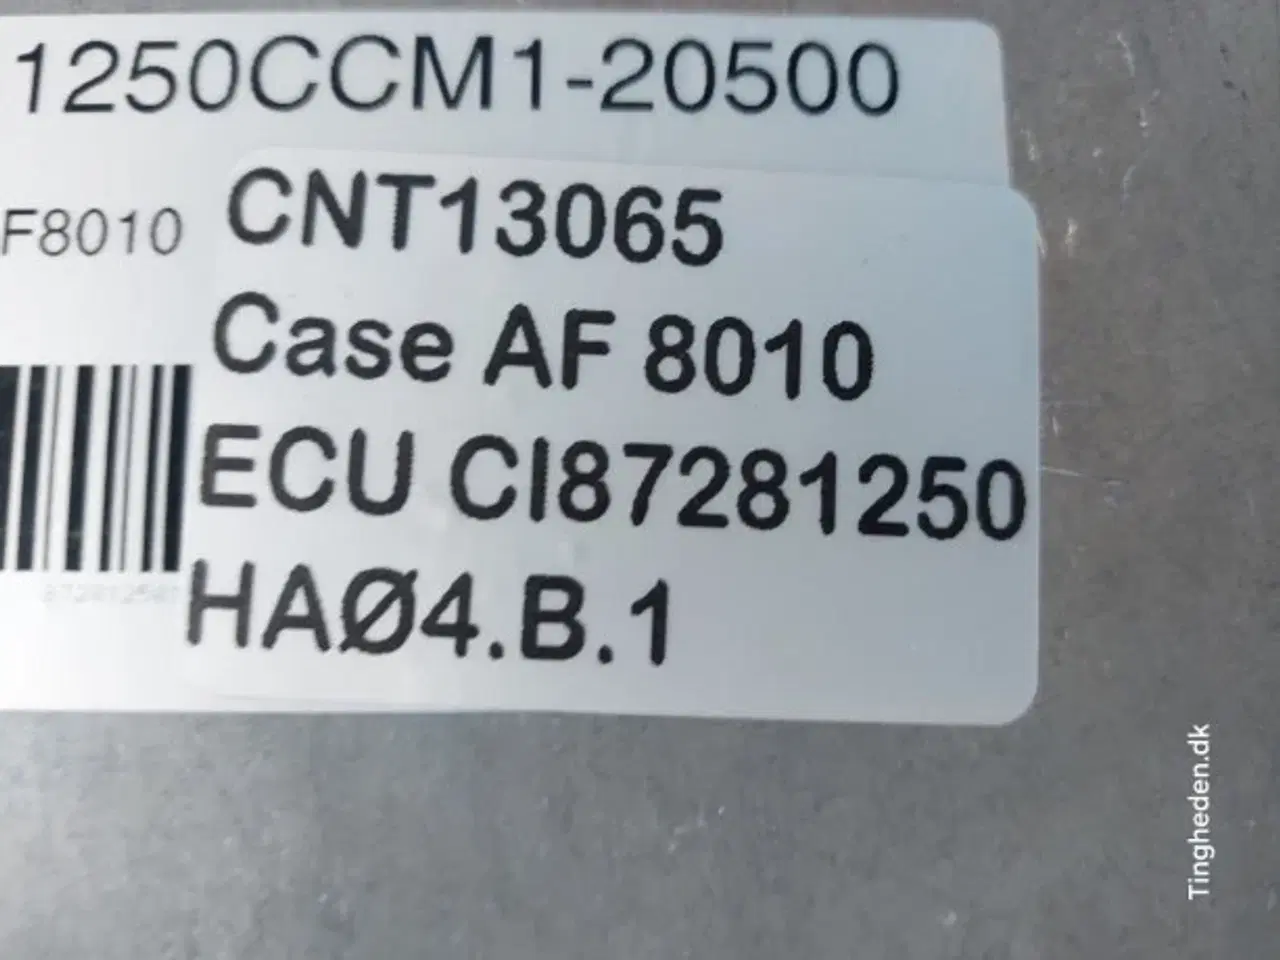 1250CCM1-20500
F8010
CNT13065
Case AF 8010
ECU CI87281250
HAØ4.B.1
Tingheden.dk